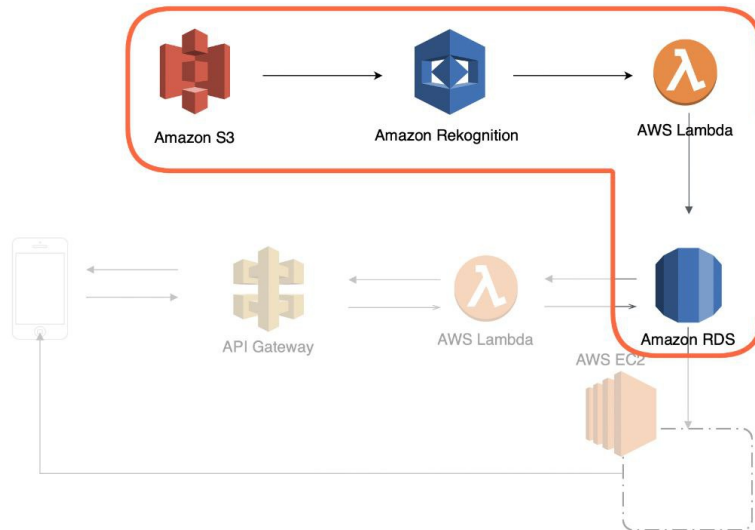 Amazon S3
Amazon Rekognition
AWS Lambda
API Gateway
AWS Lambda
Amazon RDS
AWS EC2